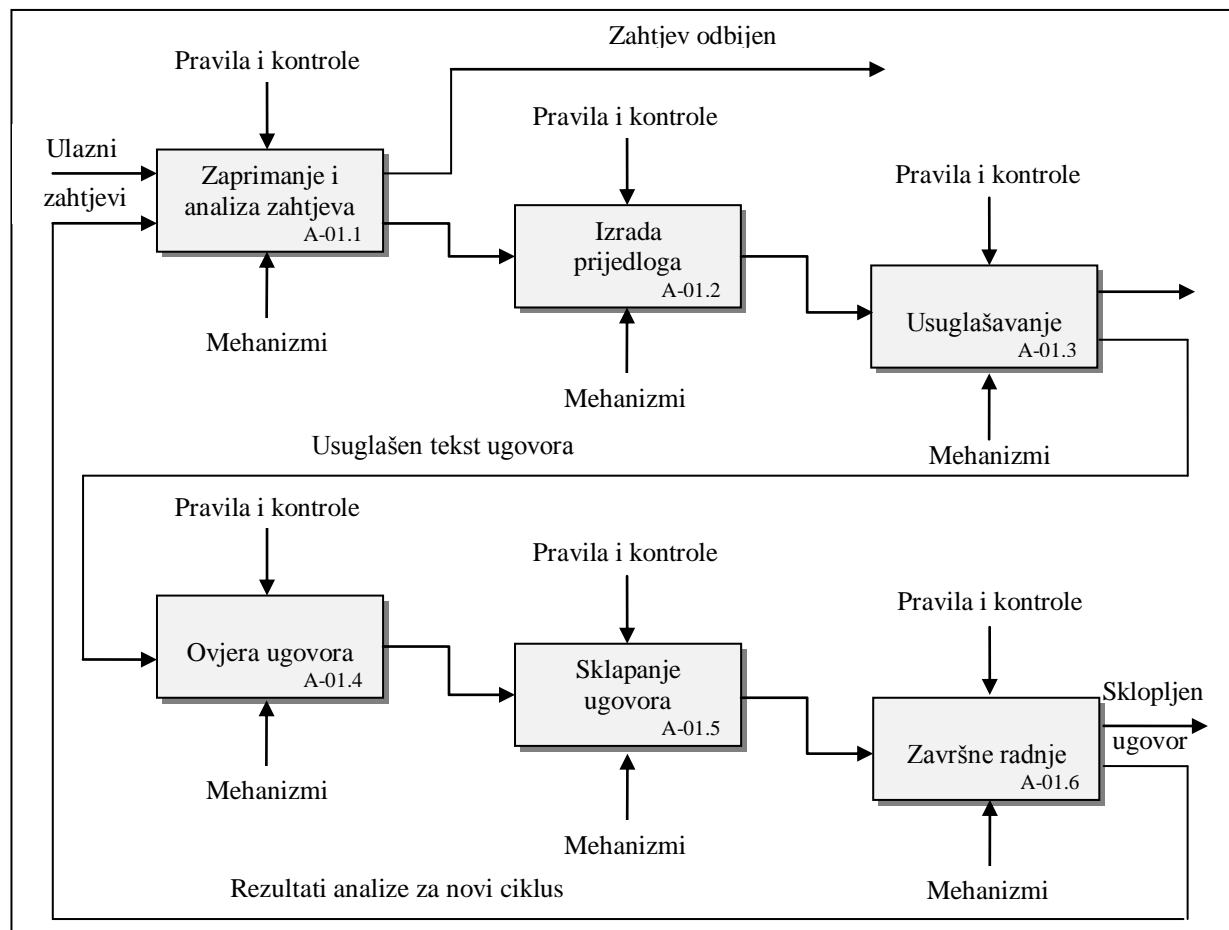 Zahtjev odbijen
Pravila i kontrole
Pravila i kontrole
Ulazni
zahtjevi
Zaprimanje i
analiza zahtjeva
A-01.1
Pravila i kontrole
Izrada
prijedloga
A-01.2
Usuglašavanje
A-01.3
Mehanizmi
Mehanizmi
Mehanizmi
Usuglašen tekst ugovora
Pravila i kontrole
Pravila i kontrole
Pravila i kontrole
Ovjera ugovora
A-01.4
Sklapanje
ugovora
A-01.5
Završne radnje
A-01.6
Sklopljen
ugovor
Mehanizmi
Mehanizmi
Mehanizmi
Rezultati analize za novi ciklus